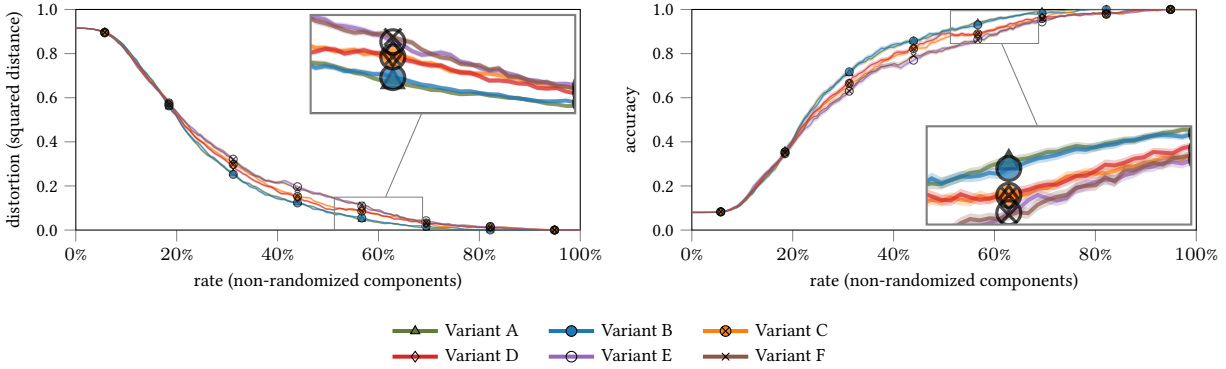 distortion (squared distance)
1.0
0.8
0.6
0.4
0.2
0.0
0% 20% 40% 60% 80% 100%
rate (non-randomized components)
accuracy
1.0
0.8
0.6
0.4
0.2
0.0
0% 20% 40% 60% 80% 100%
rate (non-randomized components)
Variant A Variant B Variant C
Variant D Variant E Variant F